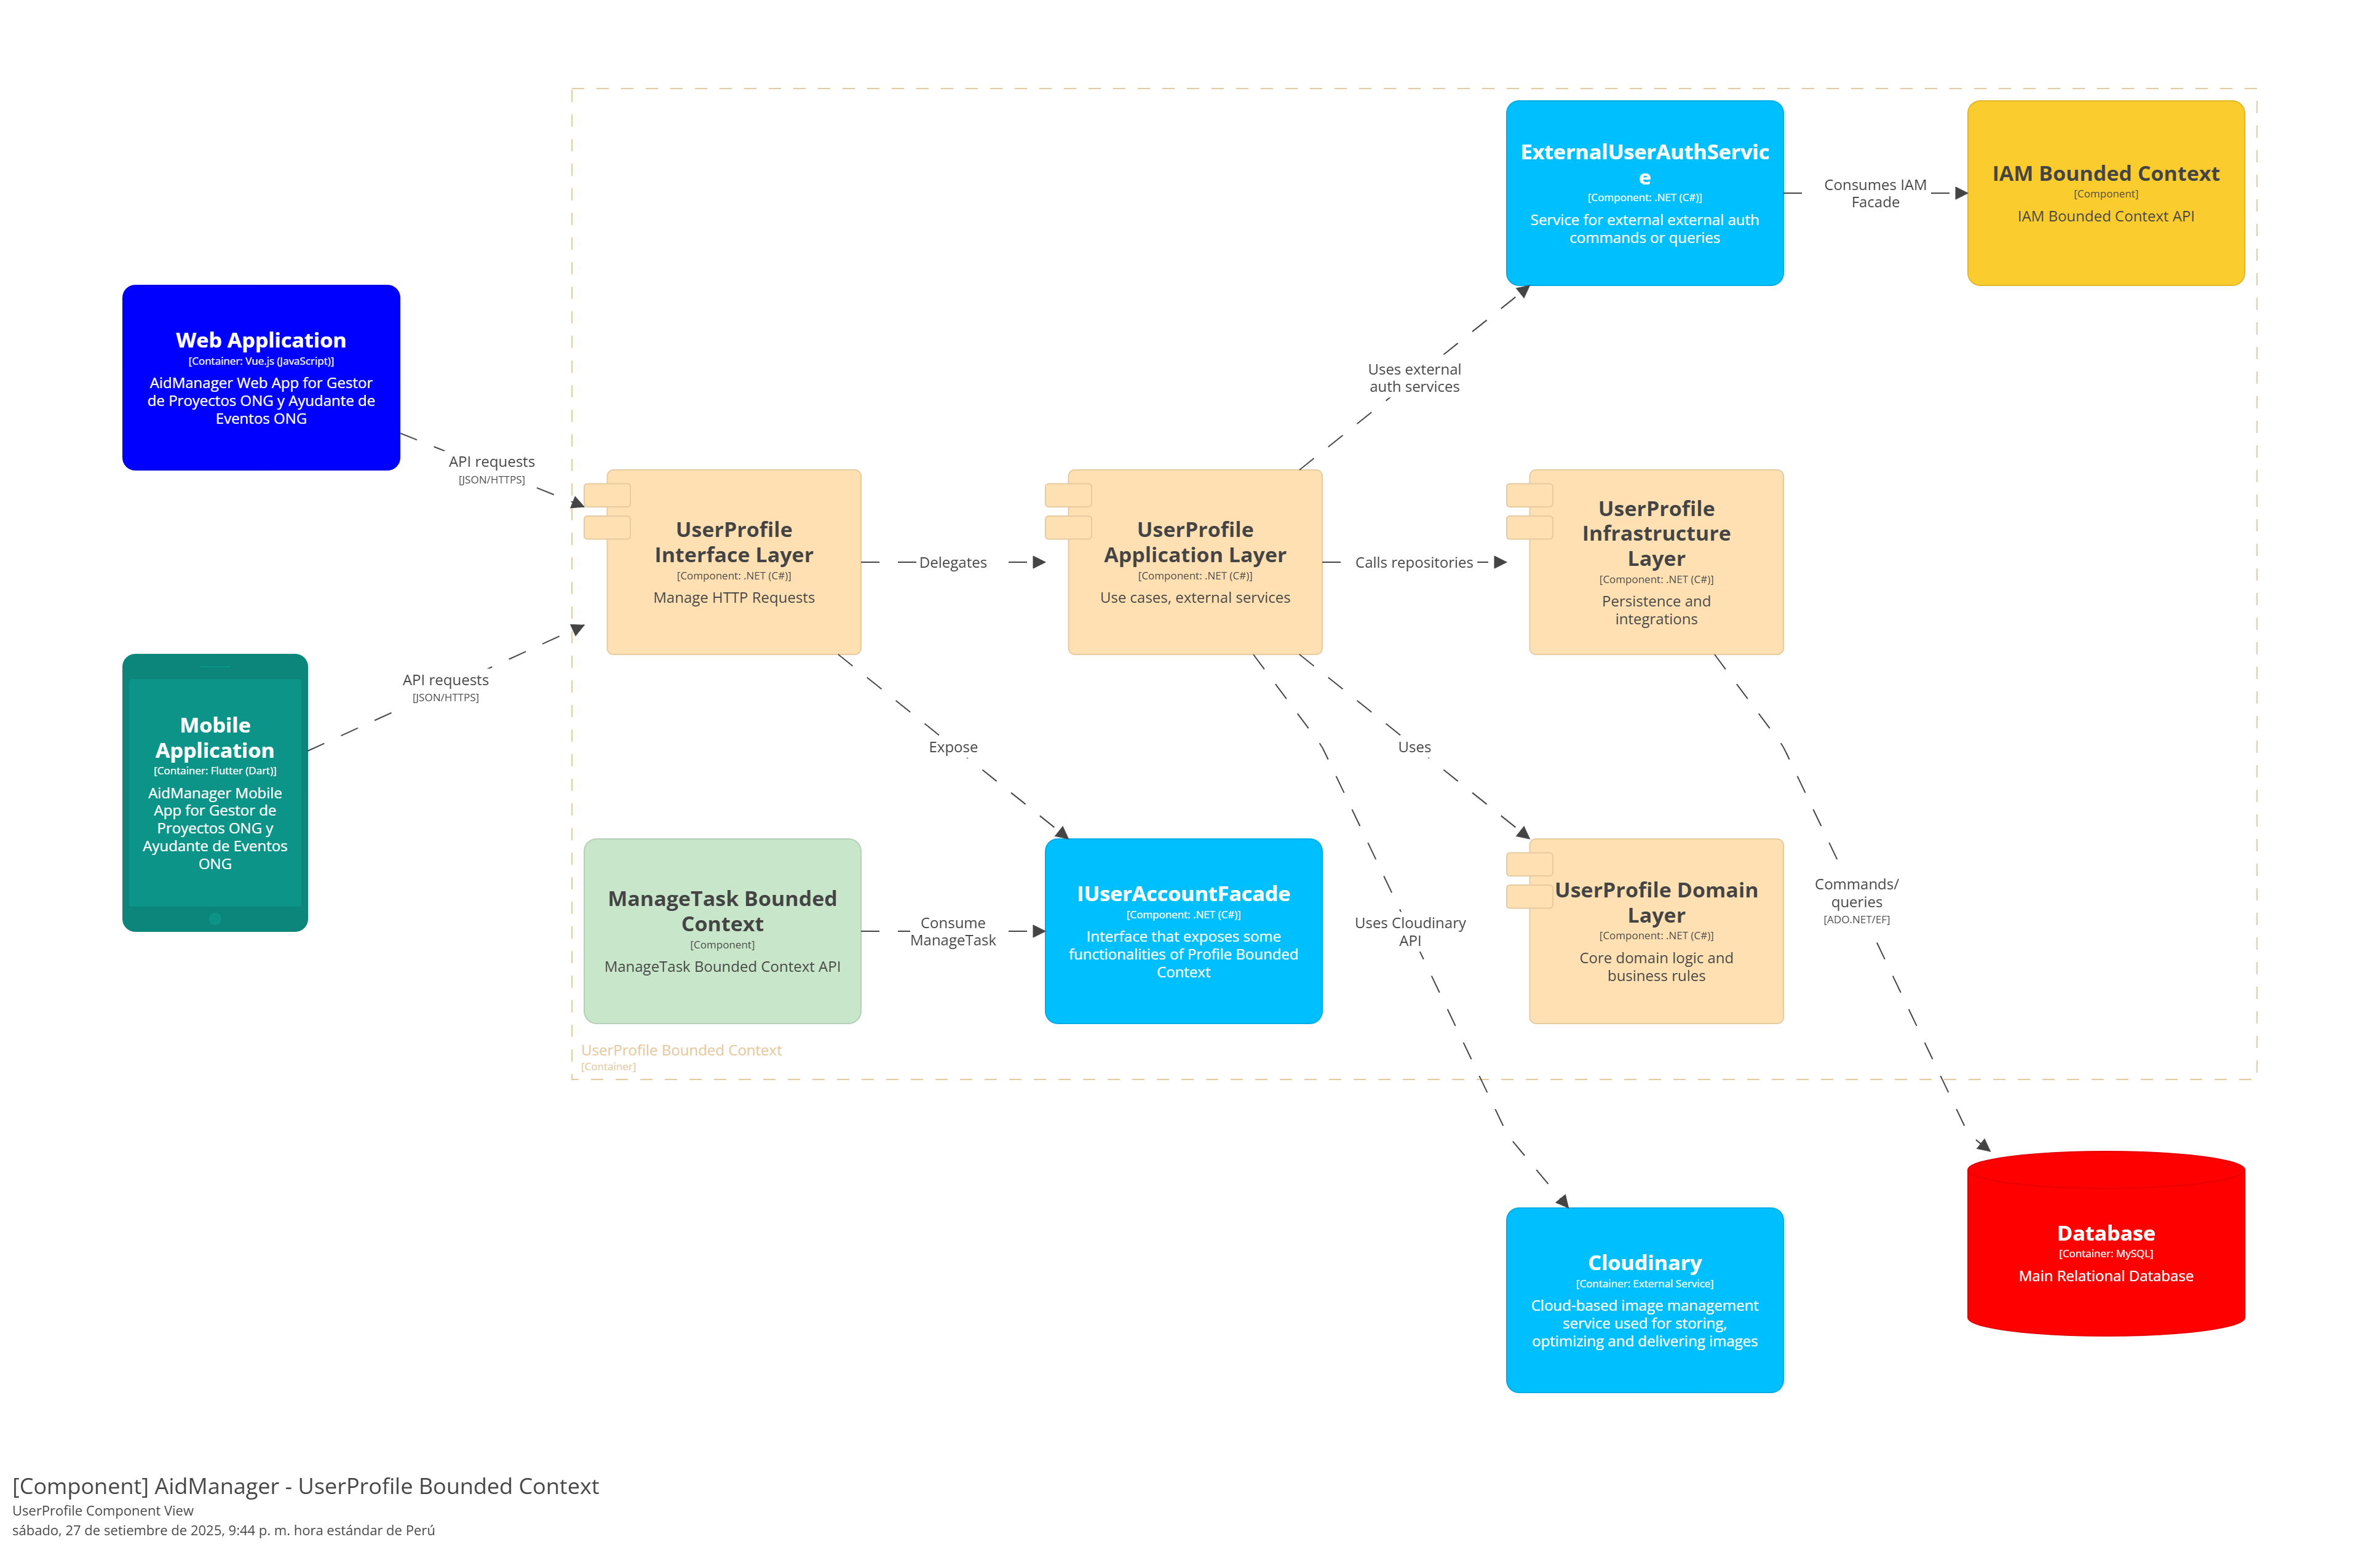 ExternalUserAuthServic
e
[Component: .NET (C#)]
Service for external external auth
commands or queries
Consumes IAM
Facade
IAM Bounded Context
[Component]
IAM Bounded Context API
Web Application
[Container: Vue.js (JavaScript)]
AidManager Web App for Gestor
de Proyectos ONG y Ayudante de
Eventos ONG
Uses external
auth services
API requests
[JSON/HTTPS]
UserProfile
Interface Layer
[Component: .NET (C#)]
Manage HTTP Requests
Delegates
UserProfile
Application Layer
[Component: .NET (C#)]
Use cases, external services
Calls repositories
UserProfile
Infrastructure
Layer
[Component: .NET (C#)]
Persistence and
integrations
API requests
[JSON/HTTPS]
Mobile
Application
[Container: Flutter (Dart)]
AidManager Mobile
App for Gestor de
Proyectos ONG y
Ayudante de Eventos
ONG
Expose
Uses
ManageTask Bounded
Context
[Component]
ManageTask Bounded Context API
Consume
ManageTask
IUserAccountFacade
[Component: .NET (C#)]
Interface that exposes some
functionalities of Profile Bounded
Context
Uses Cloudinary
API
UserProfile Domain
Layer
[Component: .NET (C#)]
Core domain logic and
business rules
Commands/
queries
[ADO.NET/EF]
UserProfile Bounded Context
[Container]
Cloudinary
[Container: External Service]
Cloud-based image management
service used for storing,
optimizing and delivering images
Database
[Container: MySQL]
Main Relational Database
[Component] AidManager - UserProfile Bounded Context
UserProfile Component View
sábado, 27 de setiembre de 2025, 9:44 p. m. hora estándar de Perú